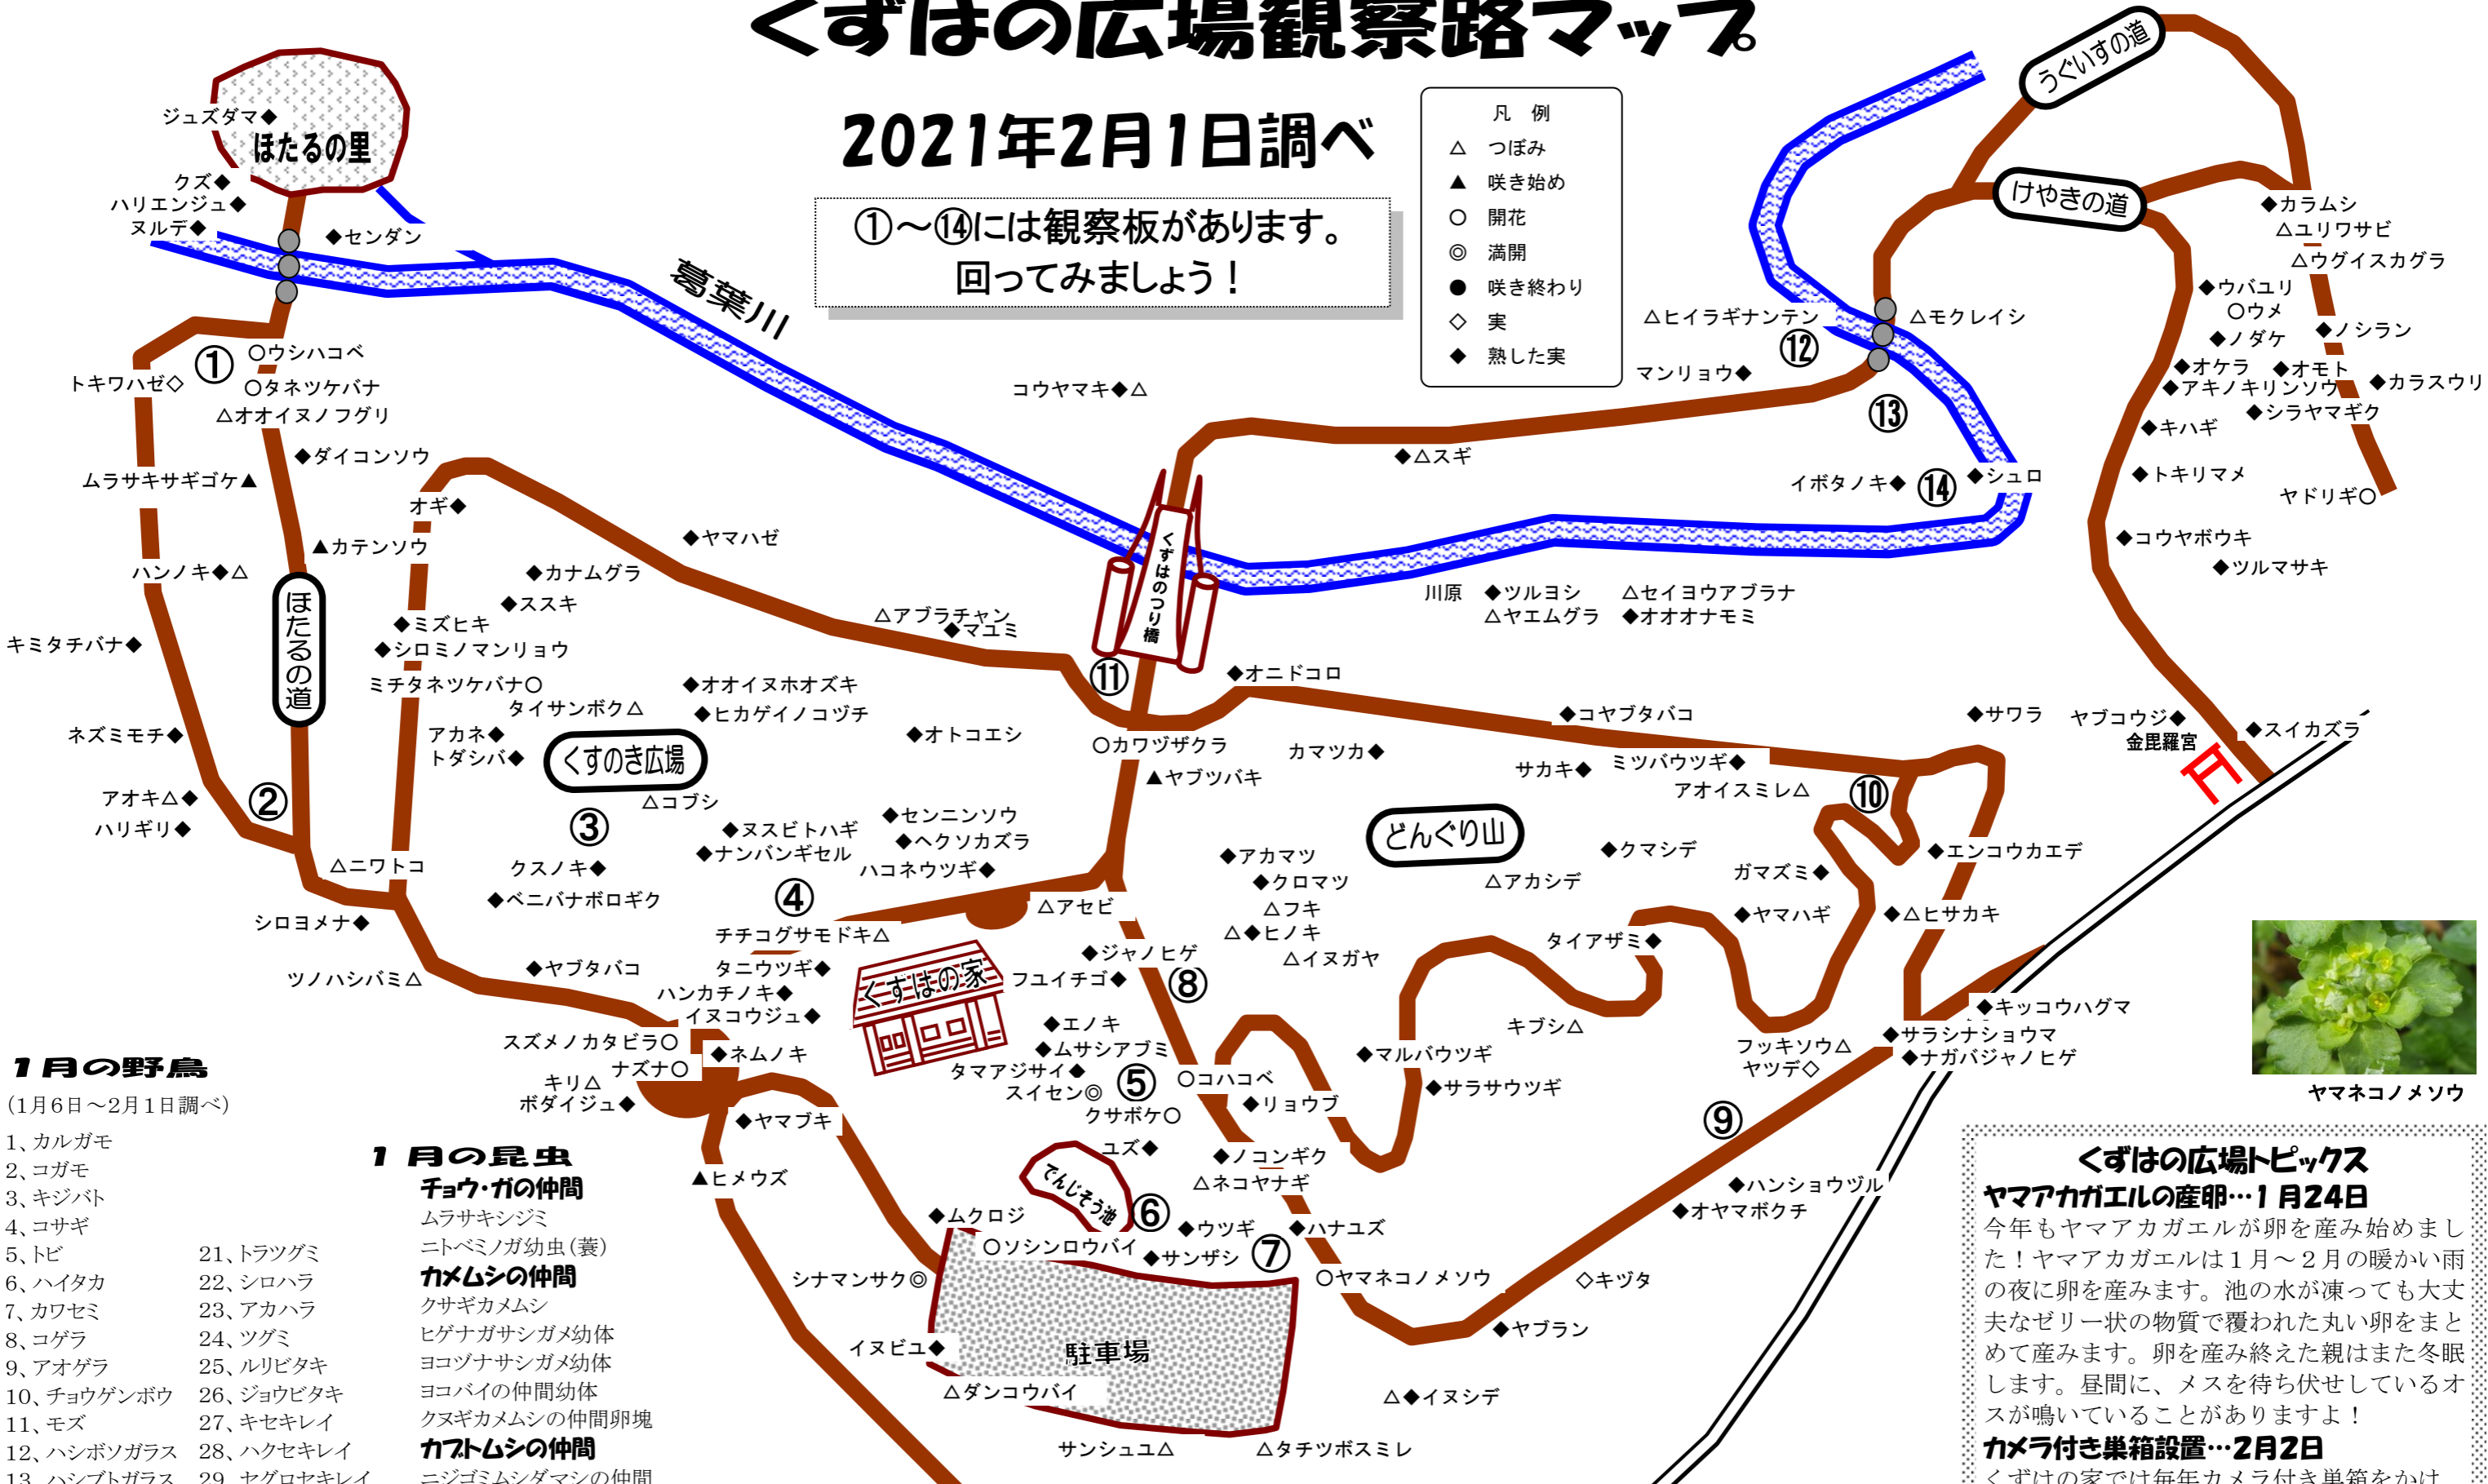 くずはの広場観察路マップ
2021年2月1日調べ
①～⑭には観察板があります。
回ってみましょう！
凡 例
△ つぼみ
▲ 咲き始め
○ 開花
◎ 満開
● 咲き終わり
◇ 実
◆ 熟した実
うぐいすの道
けやきの道
ジュズダマ◆
ほたるの里
クズ◆
ハリエンジュ◆
ヌルデ◆
◆センダン
葛葉川
◆カラムシ
△ユリワサビ
△ウグイスカグラ
◆ウバユリ
○ウメ
◆ノダケ
◆ノシラン
◆オケラ
◆オモト
◆アキノキリンソウ
◆カラスウリ
◆シラヤマギク
◆キハギ
◆トキリマメ
ヤドリギ○
◆コウヤボウキ
◆ツルマサキ
△ヒイラギナンテン
⑫
△モクレイシ
マンリョウ◆
⑬
コウヤマキ◆△
◆△スギ
イボタノキ◆
⑭
◆シュロ
①
○ウシハコベ
トキワハゼ◇
○タネツケバナ
△オオイヌノフグリ
◆ダイコンソウ
ムラサキサギゴケ▲
オギ◆
▲カテンソウ
ハンノキ◆△
◆ヤマハゼ
◆カナムグラ
◆ススキ
ほたるの道
◆ミズヒキ
◆シロミノマンリョウ
ミチタネツケバナ○
キミタチバナ◆
タイサンボク△
◆オオイヌホオズキ
◆ヒカゲイノコヅチ
アカネ◆
トダシバ◆
くすのき広場
ネズミモチ◆
△アブラチャン
◆マユミ
くずはのつり橋
⑪
◆オニドコロ
川原
◆ツルヨシ
△セイヨウアブラナ
△ヤエムグラ
◆オオオナモミ
◆オトコエシ
○カワヅザクラ
▲ヤブツバキ
カマツカ◆
◆コヤブタバコ
サカキ◆
ミツバウツギ◆
アオイスミレ△
◆サワラ
⑩
ヤブコウジ◆
金毘羅宮
◆スイカズラ
アオキ△◆
ハリギリ◆
②
△コブシ
③
◆ヌスビトハギ
◆ナンバンギセル
◆センニンソウ
◆ヘクソカズラ
ハコネウツギ◆
△ニワトコ
クスノキ◆
◆ベニバナボロギク
④
シロヨメナ◆
チチコグサモドキ△
△アセビ
どんぐり山
◆アカマツ
◆クロマツ
△フキ
△◆ヒノキ
△イヌガヤ
△アカシデ
◆クマシデ
ガマズミ◆
◆ヤマハギ
◆エンコウカエデ
◆△ヒサカキ
タイアザミ◆
ツノハシバミ△
◆ヤブタバコ
タニウツギ◆
ハンカチノキ◆
イヌコウジュ◆
くずはの家
◆ジャノヒゲ
フユイチゴ◆
⑧
スズメノカタビラ○
ナズナ○
◆ネムノキ
キリ△
ボダイジュ◆
◆ヤマブキ
▲ヒメウズ
◆エノキ
◆ムサシアブミ
タマアジサイ◆
スイセン◎
⑤
クサボケ○
ユズ◆
○コハコベ
◆リョウブ
◆ノコンギク
△ネコヤナギ
◆マルバウツギ
◆サラサウツギ
キブシ△
フッキソウ△
ヤツデ◇
◆キッコウハグマ
◆サラシナショウマ
◆ナガバジャノヒゲ
⑨
◆ハンショウヅル
◆オヤマボクチ
でんじそう池
⑥
◆ムクロジ
○ソシンロウバイ
◆ウツギ
◆サンザシ
⑦
◆ハナユズ
○ヤマネコノメソウ
◇キヅタ
◆ヤブラン
シナマンサク◎
イヌビユ◆
駐車場
△ダンコウバイ
サンシュユ△
△タチツボスミレ
△◆イヌシデ
ヤマネコノメソウ
1月の野鳥
(1月6日～2月1日調べ)
1、カルガモ
2、コガモ
3、キジバト
4、コサギ
5、トビ
6、ハイタカ
7、カワセミ
8、コゲラ
9、アオゲラ
10、チョウゲンボウ
11、モズ
12、ハシボソガラス
13、ハシブトガラス
21、トラツグミ
22、シロハラ
23、アカハラ
24、ツグミ
25、ルリビタキ
26、ジョウビタキ
27、キセキレイ
28、ハクセキレイ
29、セグロセキレイ
1月の昆虫
チョウ・ガの仲間
ムラサキシジミ
ニトベミノガ幼虫(蓑)
カメムシの仲間
クサギカメムシ
ヒゲナガサシガメ幼体
ヨコヅナサシガメ幼体
ヨコバイの仲間幼体
クヌギカメムシの仲間卵塊
カブトムシの仲間
ニジゴミムシダマシの仲間
くずはの広場トピックス
ヤマアカガエルの産卵…1月24日
今年もヤマアカガエルが卵を産み始めまし
た！ヤマアカガエルは１月～２月の暖かい雨
の夜に卵を産みます。池の水が凍っても大丈
夫なゼリー状の物質で覆われた丸い卵をまと
めて産みます。卵を産み終えた親はまた冬眠
します。昼間に、メスを待ち伏せしているオ
スが鳴いていることがありますよ！
カメラ付き巣箱設置…2月2日
くずはの家では毎年カメラ付き巣箱をかけ